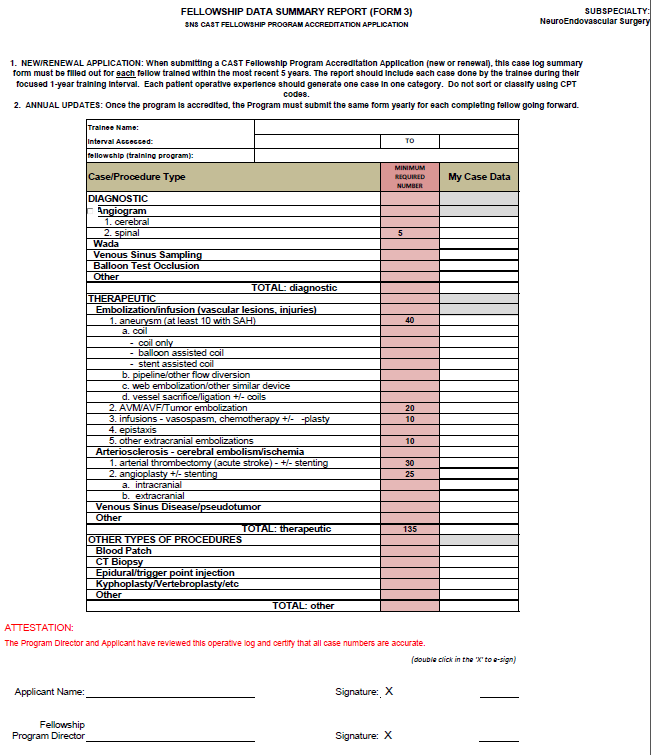 FELLOWSHIP DATA SUMMARY REPORT (FORM 3)
SNS CAST FELLOWSHIP PROGRAM ACCREDITATION APPLICATION
SUBSPECIALTY:
NeuroEndovascular Surgery
1. NEW/RENEWAL APPLICATION: When submitting a CAST Fellowship Program Accreditation Application (new or renewal), this case log summary
form must be filled out for each fellow trained within the most recent 5 years. The report should include each case done by the trainee during their
focused 1-year training interval. Each patient operative experience should generate one case in one category. Do not sort or classify using CPT
codes.
2. ANNUAL UPDATES: Once the program is accredited, the Program must submit the same form yearly for each completing fellow going forward.
Trainee Name:
Interval Assessed: TO
fellowship (training program):
Case/Procedure Type MINIMUM REQUIRED NUMBER My Case Data
DIAGNOSTIC
Angiogram
1. cerebral
2. spinal 5
Wada
Venous Sinus Sampling
Balloon Test Occlusion
Other
TOTAL: diagnostic
THERAPEUTIC
Embolization/infusion (vascular lesions, injuries)
1. aneurysm (at least 10 with SAH) 40
a. coil
- coil only
- balloon assisted coil
- stent assisted coil
b. pipeline/other flow diversion
c. web embolization/other similar device
d. vessel sacrifice/ligation +/- coils
2. AVM/AVF/Tumor embolization 20
3. infusions - vasospasm, chemotherapy +/- -plasty 10
4. epistaxis
5. other extracranial embolizations 10
Arteriosclerosis - cerebral embolism/ischemia
1. arterial thrombectomy (acute stroke) - +/- stenting 30
2. angioplasty +/- stenting 25
a. intracranial
b. extracranial
Venous Sinus Disease/pseudotumor
Other
TOTAL: therapeutic 135
OTHER TYPES OF PROCEDURES
Blood Patch
CT Biopsy
Epidural/trigger point injection
Kyphoplasty/Vertebroplasty/etc
Other
TOTAL: other
ATTESTATION:
The Program Director and Applicant have reviewed this operative log and certify that all case numbers are accurate.
(double click in the 'X' to e-sign)
Applicant Name: Signature: X
Fellowship
Program Director Signature: X